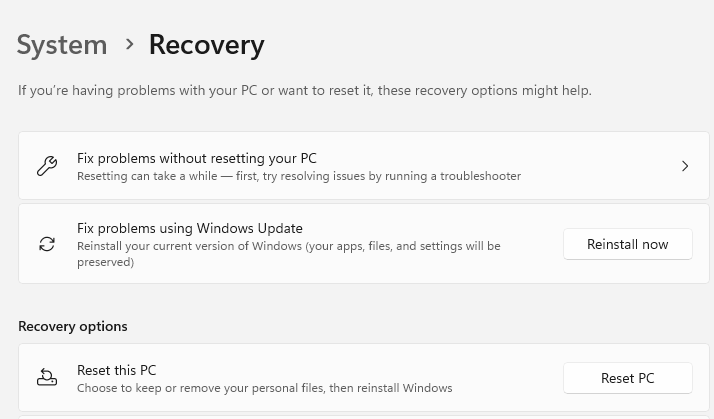 System > Recovery
If you're having problems with your PC or want to reset it, these recovery options might help.
Fix problems without resetting your PC
Resetting can take a while — first, try resolving issues by running a troubleshooter
Fix problems using Windows Update
Reinstall your current version of Windows (your apps, files, and settings will be
preserved)
Reinstall now
Recovery options
Reset this PC
Choose to keep or remove your personal files, then reinstall Windows
Reset PC